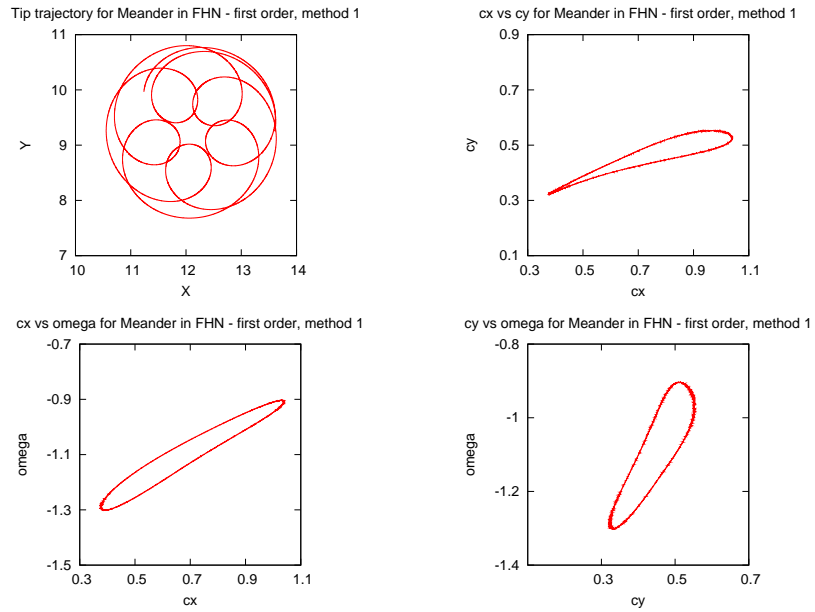 Tip trajectory for Meander in FHN - first order, method 1
11
10
9
8
7
Y
10 11 12 13 14
X
cx vs cy for Meander in FHN - first order, method 1
0.9
0.7
0.5
0.3
0.1
cy
0.3 0.5 0.7 0.9 1.1
cx
cx vs omega for Meander in FHN - first order, method 1
-0.7
-0.9
-1.1
-1.3
-1.5
omega
0.3 0.5 0.7 0.9 1.1
cx
cy vs omega for Meander in FHN - first order, method 1
-0.8
-1
-1.2
-1.4
omega
0.3 0.5 0.7
cy